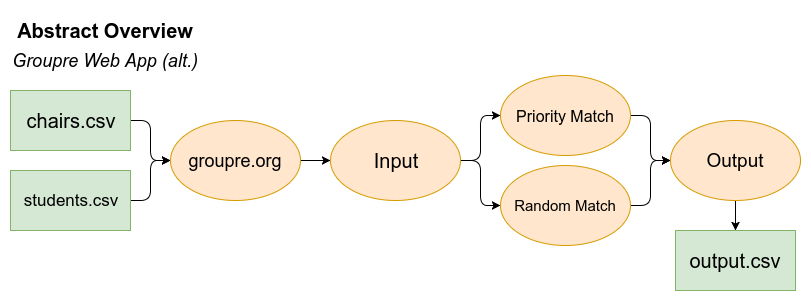 Abstract Overview
Groupre Web App (alt.)
chairs.csv
students.csv
groupre.org
Input
Priority Match
Random Match
Output
output.csv